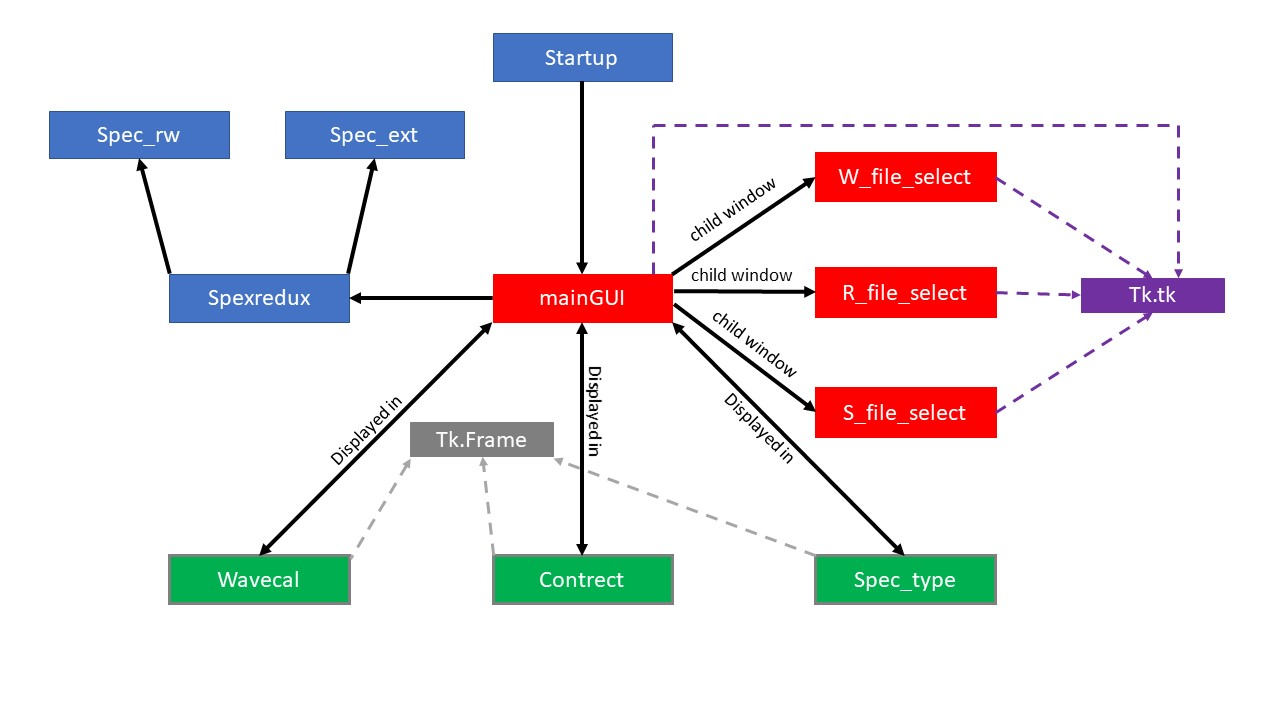 Startup
Spec_rw
Spec_ext
W_file_select
child window
child window
Spexredux
mainGUI
R_file_select
Tk.tk
child window
S_file_select
Displayed in
Displayed in
Displayed in
Tk.Frame
Wavecal
Contrect
Spec_type